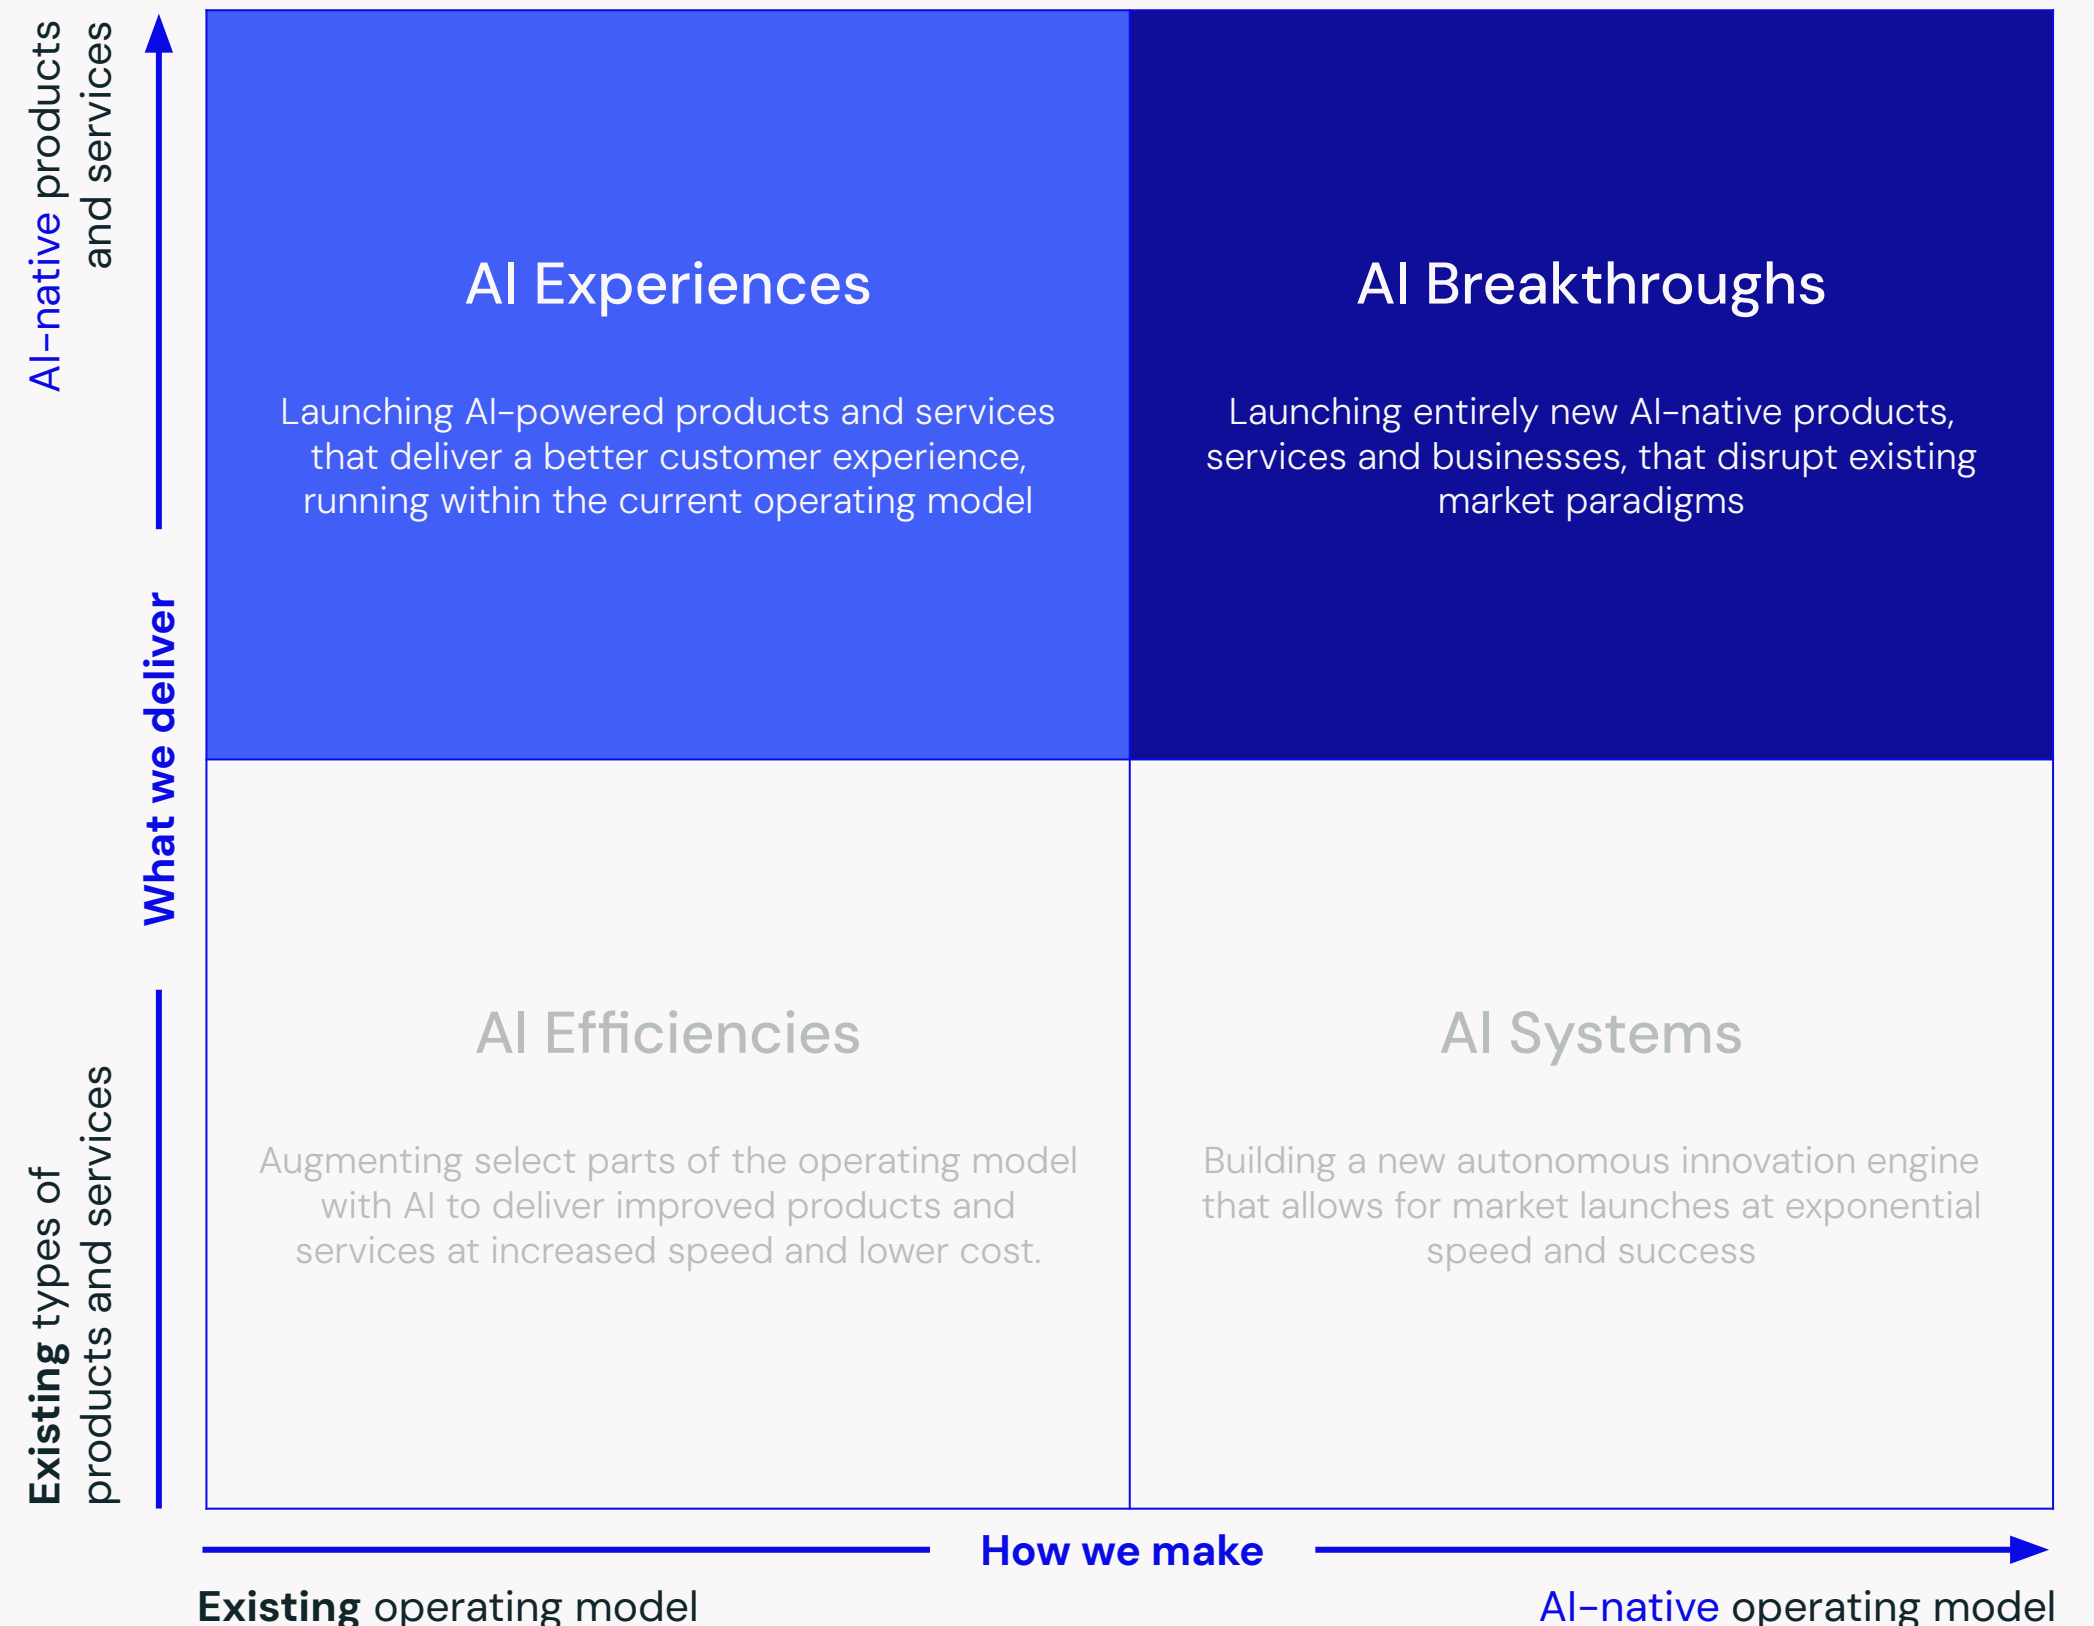 AI-native products
and services
What we deliver
Existing types of
products and services
AI Experiences
Launching AI-powered products and services
that deliver a better customer experience,
running within the current operating model
AI Breakthroughs
Launching entirely new AI-native products,
services and businesses, that disrupt existing
market paradigms
AI Efficiencies
Augmenting select parts of the operating model
with AI to deliver improved products and
services at increased speed and lower cost.
AI Systems
Building a new autonomous innovation engine
that allows for market launches at exponential
speed and success
How we make
Existing operating model
AI-native operating model